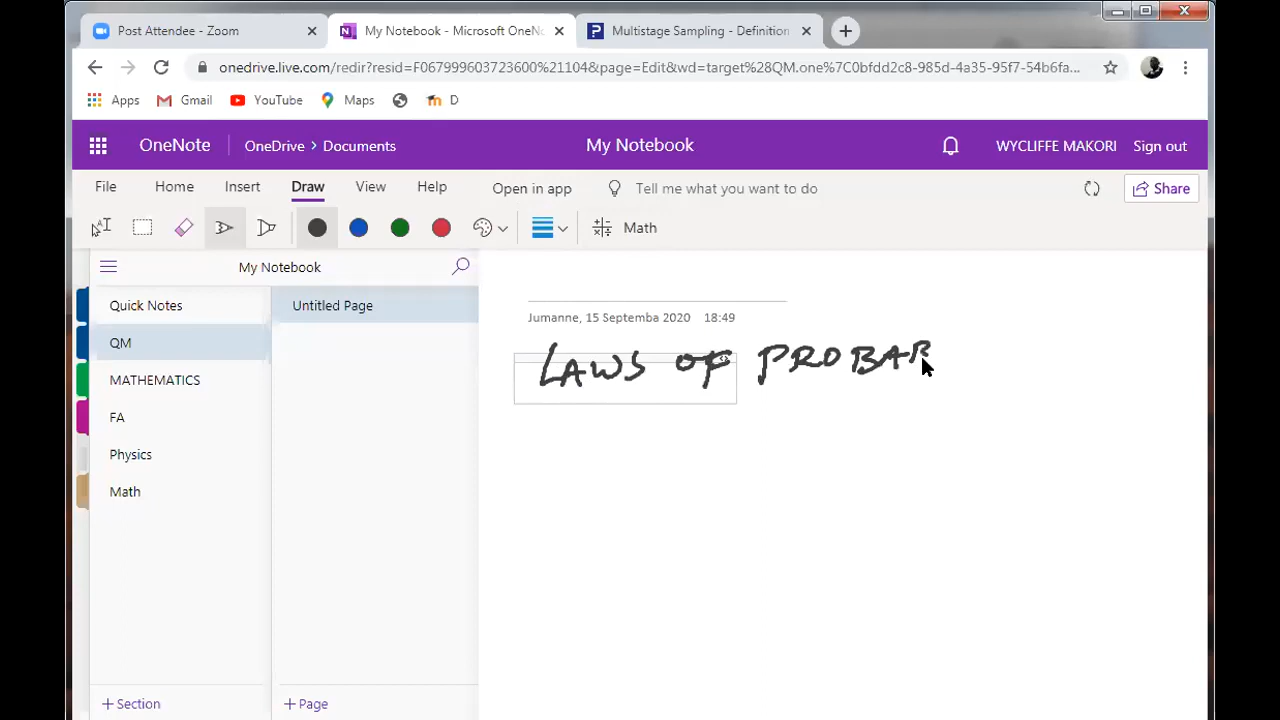 Post Attendee - Zoom
My Notebook - Microsoft OneNo
Multistage Sampling - Definition
onedrive.live.com/redir?resid=F067999603723600%21104&page=Edit&wd=target%28QM.one%7C0bfdd2c8-985d-4a35-95f7-54b6fa...
Apps Gmail YouTube Maps D
OneNote OneDrive > Documents My Notebook WYCLIFFE MAKORI Sign out
File Home Insert Draw View Help Open in app Tell me what you want to do Share
Math
My Notebook
Quick Notes
QM
MATHEMATICS
FA
Physics
Math
+ Section
Untitled Page
+ Page
Jumanne, 15 Septemba 2020 18:49
LAWS OF PROBAB